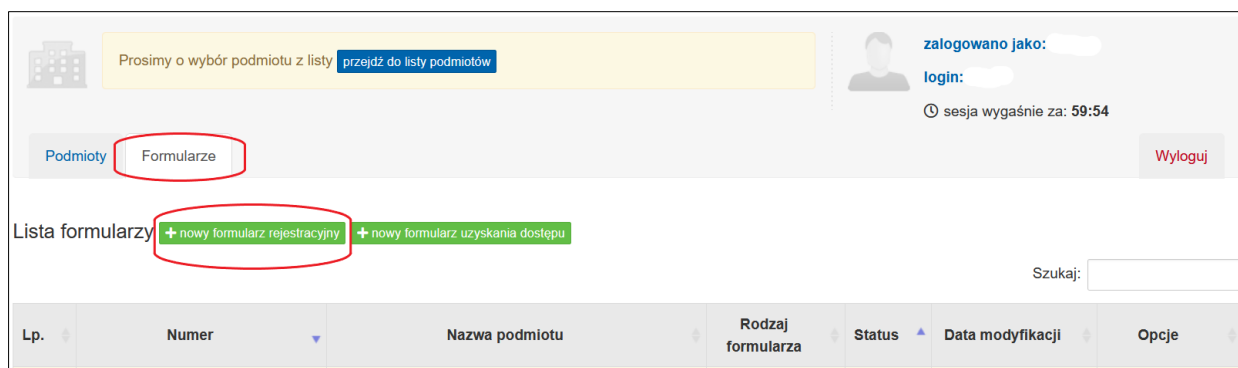 Prosimy o wybór podmiotu z listy przejdź do listy podmiotów
zalogowano jako:
login:
sesja wygaśnie za: 59:54
Podmioty
Formularze
Wyloguj
Lista formularzy + nowy formularz rejestracyjny + nowy formularz uzyskania dostępu
Szukaj:
Lp. Numer Nazwa podmiotu Rodzaj formularza Status Data modyfikacji Opcje